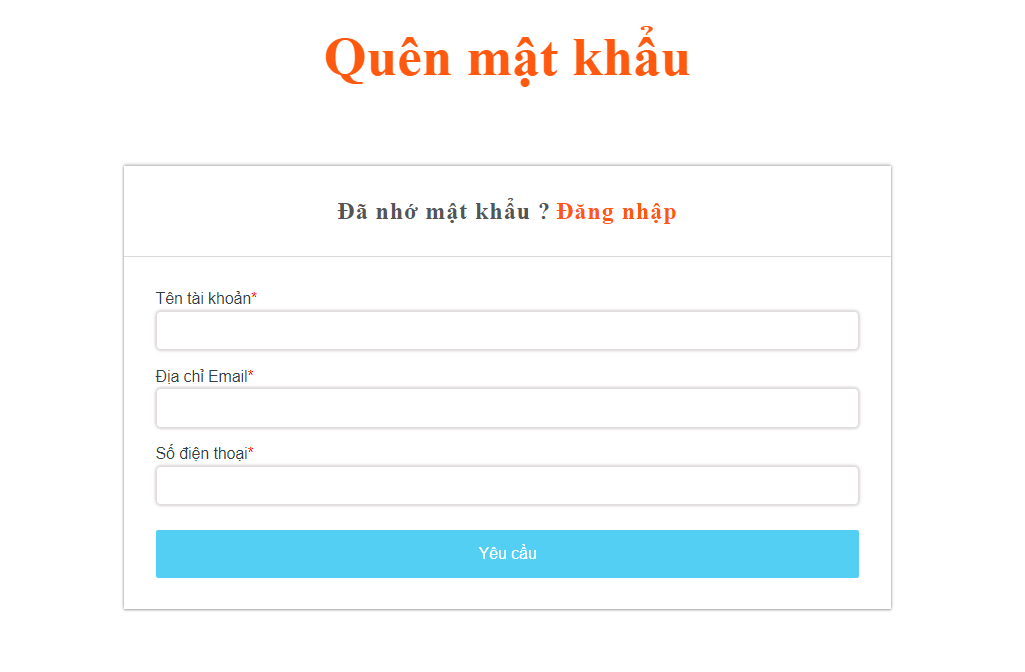 Quên mật khẩu
Đã nhớ mật khẩu ? Đăng nhập
Tên tài khoản*
Địa chỉ Email*
Số điện thoại*
Yêu cầu